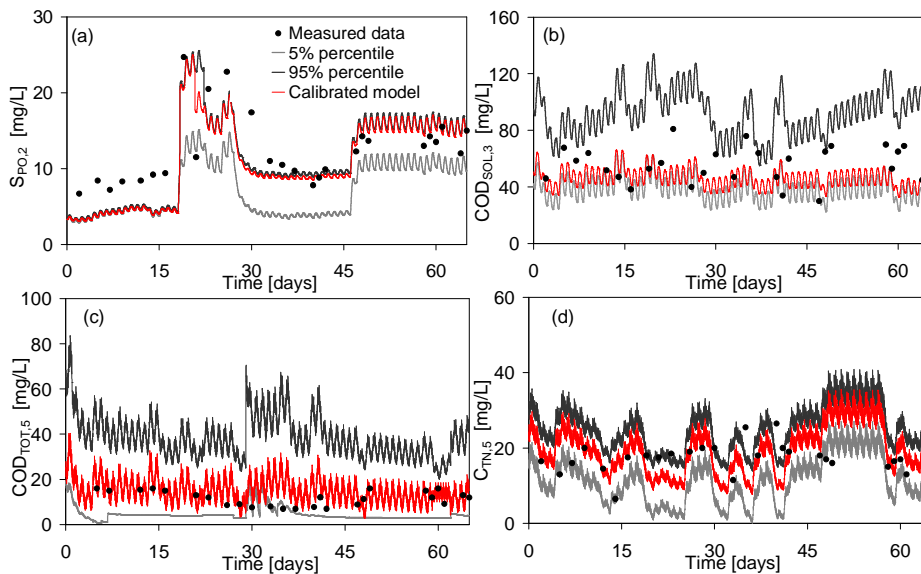 (a)
30
20
10
0
S_PO,2 [mg/L]
Measured data
5% percentile
95% percentile
Calibrated model
0 15 30 45 60
Time [days]
(b)
160
120
80
40
0
COD_SOL,3 [mg/L]
0 15 30 45 60
Time [days]
(c)
100
80
60
40
20
0
COD_TOT,5 [mg/L]
0 15 30 45 60
Time [days]
(d)
60
40
20
0
C_TN,5 [mg/L]
0 15 30 45 60
Time [days]